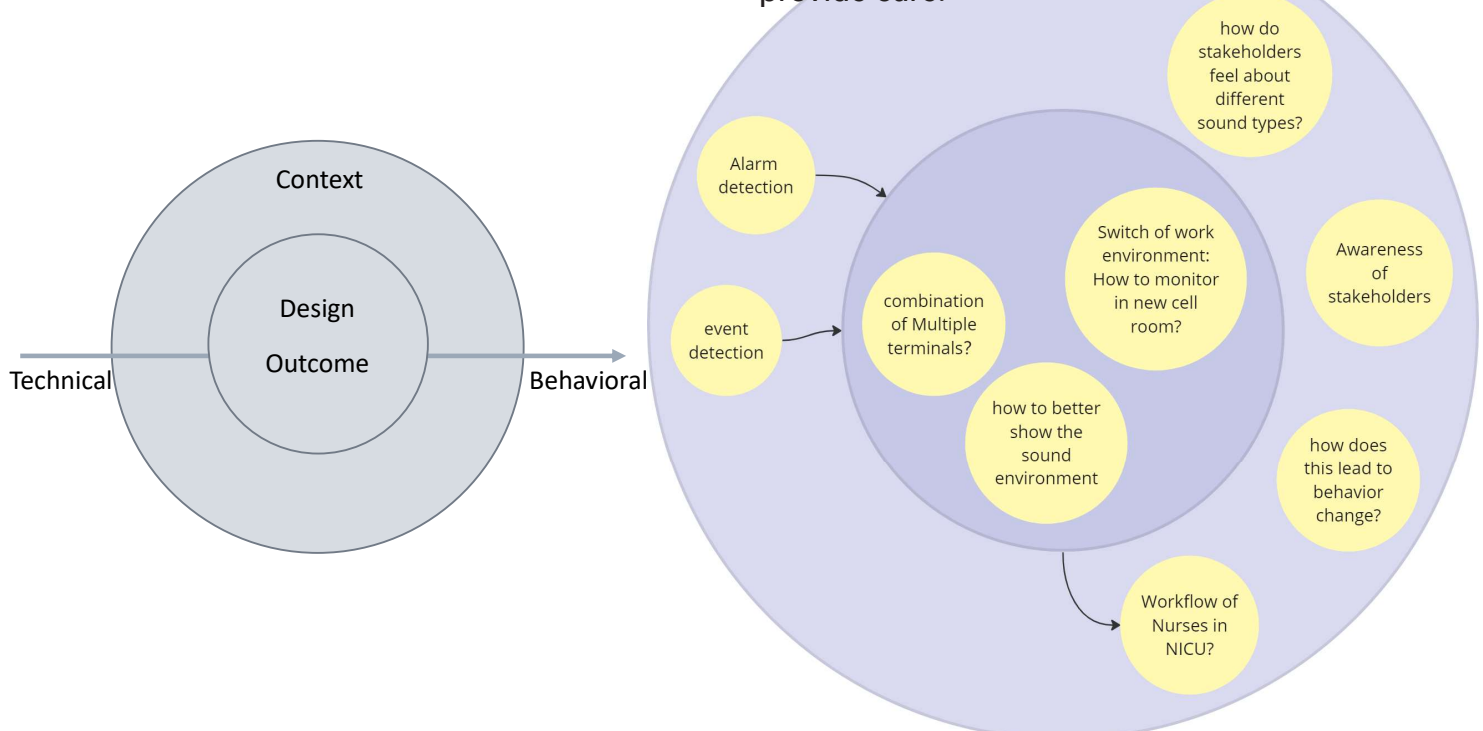 provide care.
Context
Design
Outcome
Technical
Behavioral
how do
stakeholders
feel about
different
sound types?
Alarm
detection
Switch of work
environment:
How to monitor
in new cell
room?
Awareness
of
stakeholders
combination
of Multiple
terminals?
event
detection
how to better
show the
sound
environment
how does
this lead to
behavior
change?
Workflow of
Nurses in
NICU?